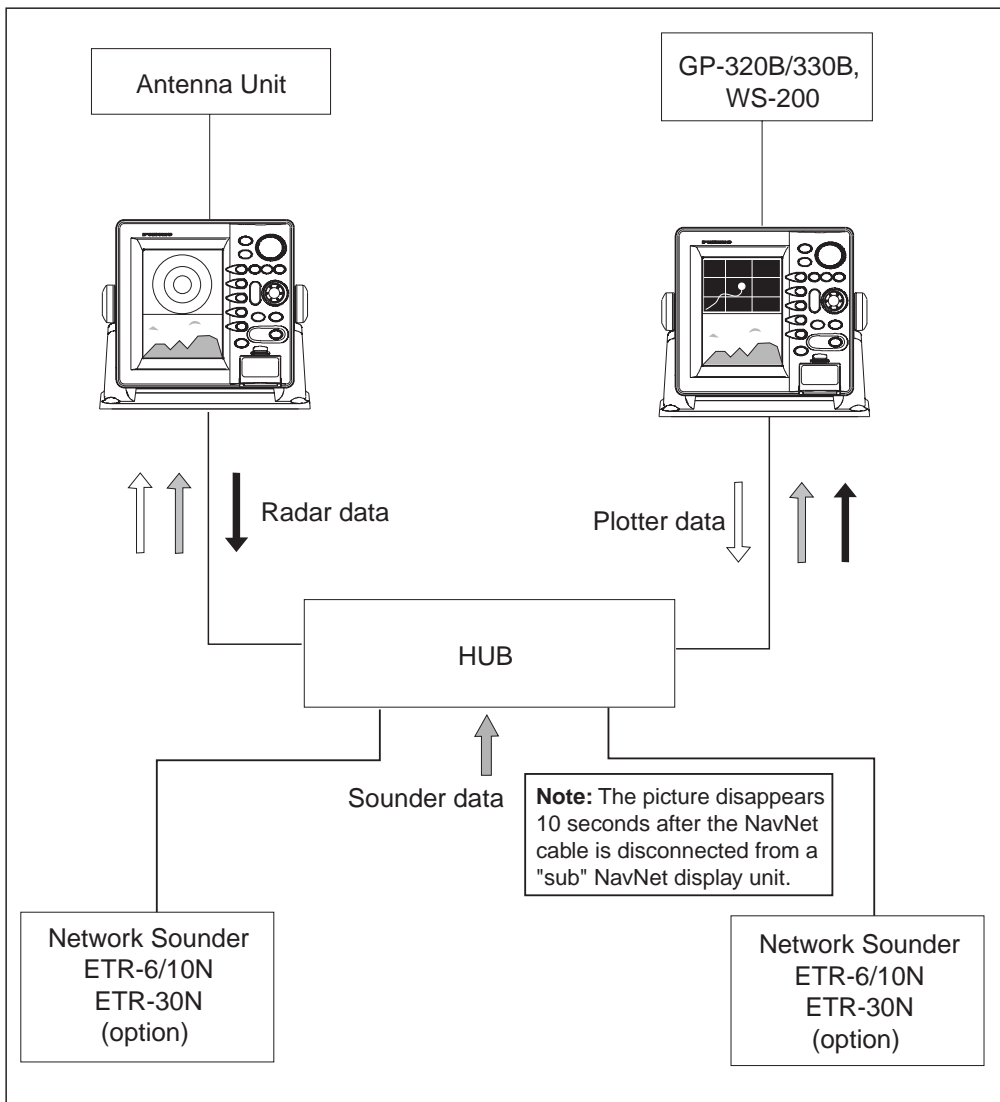 Antenna Unit
GP-320B/330B,
WS-200
FURUNO
FURUNO
Radar data
Plotter data
HUB
Sounder data
Note: The picture disappears
10 seconds after the NavNet
cable is disconnected from a
"sub" NavNet display unit.
Network Sounder
ETR-6/10N
ETR-30N
(option)
Network Sounder
ETR-6/10N
ETR-30N
(option)